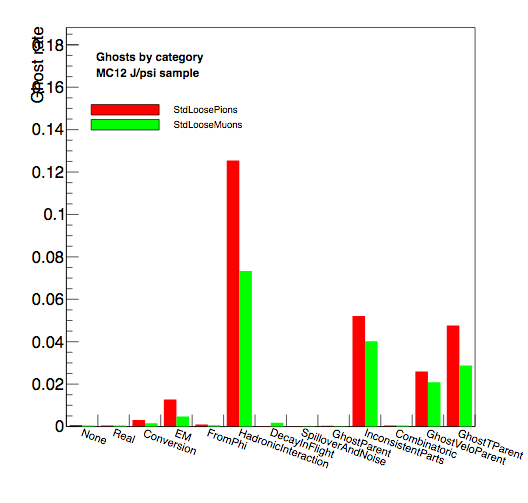 Ghost rate
0.18
0.16
0.14
0.12
0.1
0.08
0.06
0.04
0.02
0
Ghosts by category
MC12 J/psi sample
StdLoosePions
StdLooseMuons
None
Real
Conversion
EM
FromPhi
HadronicInteraction
DecayInFlight
SpilloverAndNoise
GhostParent
InconsistentParts
Combinatoric
GhostVeloParent
GhostTParent